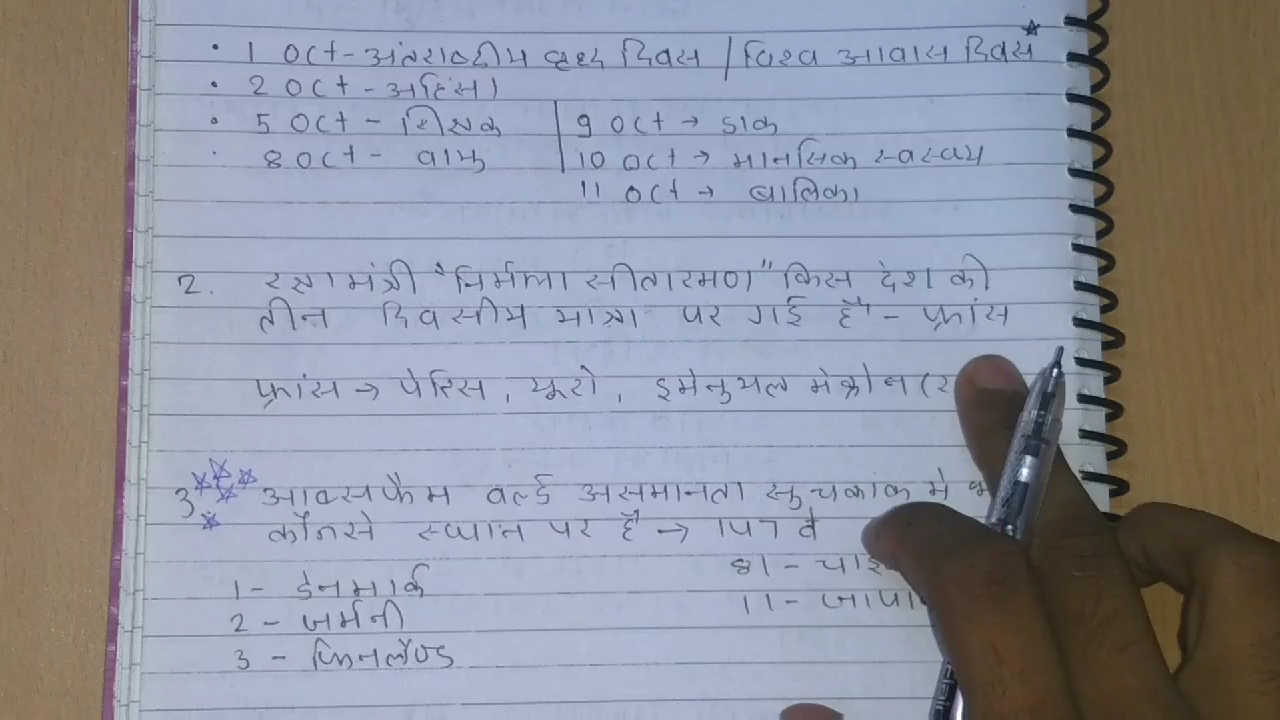 • 1 Oct - अंतराष्ट्रीय वृद्ध दिवस | विश्व आवास दिवस
• 2 Oct - अहिंसा
• 5 Oct - शिक्षक
9 Oct → डाक
• 8 Oct - वायु
10 Oct → मानसिक स्वास्थ्य
11 Oct → बालिका
2. रक्षामंत्री "निर्मला सीतारमण" किस देश की
तीन दिवसीय यात्रा पर गई है - फ्रांस
फ्रांस → पेरिस, यूरो, इमैनुयल मेक्रोन (
3 आक्सफैम वर्ल्ड असमानता सुचकांक मे
कौनसे स्थान पर है → 147 वे
1 - डेनमार्क
81 -
2 - जर्मनी
11 -
3 - फिनलैण्ड